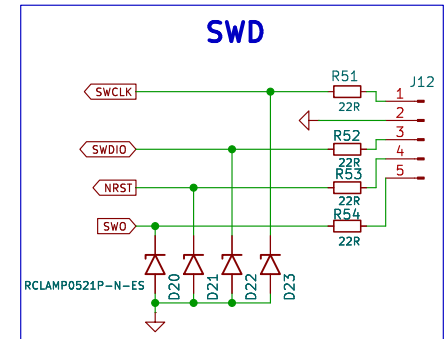 SWD
R51
J12
SWCLK
1
22R
2
R52
3
SWDIO
22R
4
R53
NRST
5
22R
R54
SWO
22R
RCLAMP0521P-N-ES
D20
D21
D22
D23